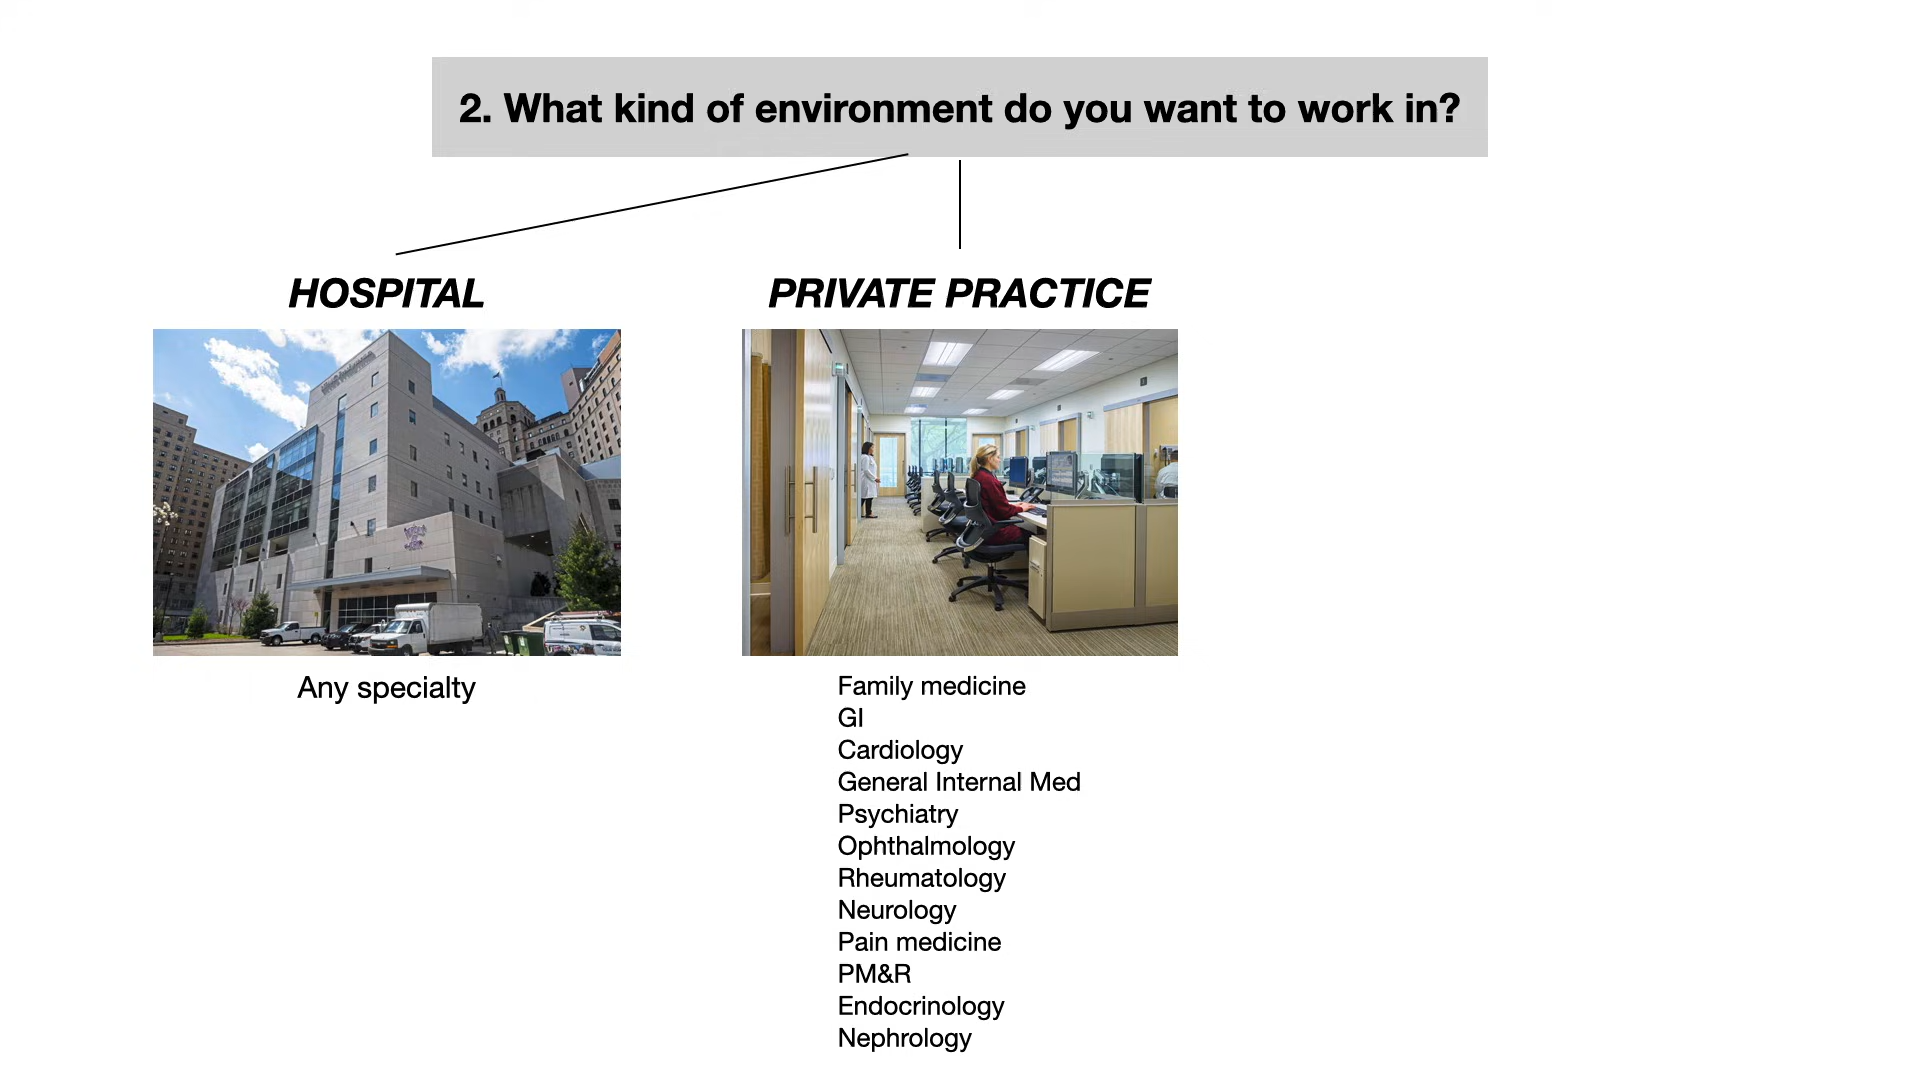 2. What kind of environment do you want to work in?
HOSPITAL
Any specialty
PRIVATE PRACTICE
Family medicine
GI
Cardiology
General Internal Med
Psychiatry
Ophthalmology
Rheumatology
Neurology
Pain medicine
PM&R
Endocrinology
Nephrology